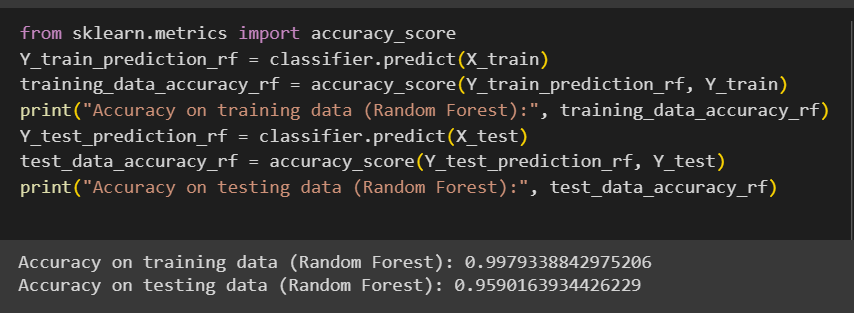 from sklearn.metrics import accuracy_score
Y_train_prediction_rf = classifier.predict(X_train)
training_data_accuracy_rf = accuracy_score(Y_train_prediction_rf, Y_train)
print("Accuracy on training data (Random Forest):", training_data_accuracy_rf)
Y_test_prediction_rf = classifier.predict(X_test)
test_data_accuracy_rf = accuracy_score(Y_test_prediction_rf, Y_test)
print("Accuracy on testing data (Random Forest):", test_data_accuracy_rf)
Accuracy on training data (Random Forest): 0.9979338842975206
Accuracy on testing data (Random Forest): 0.9590163934426229